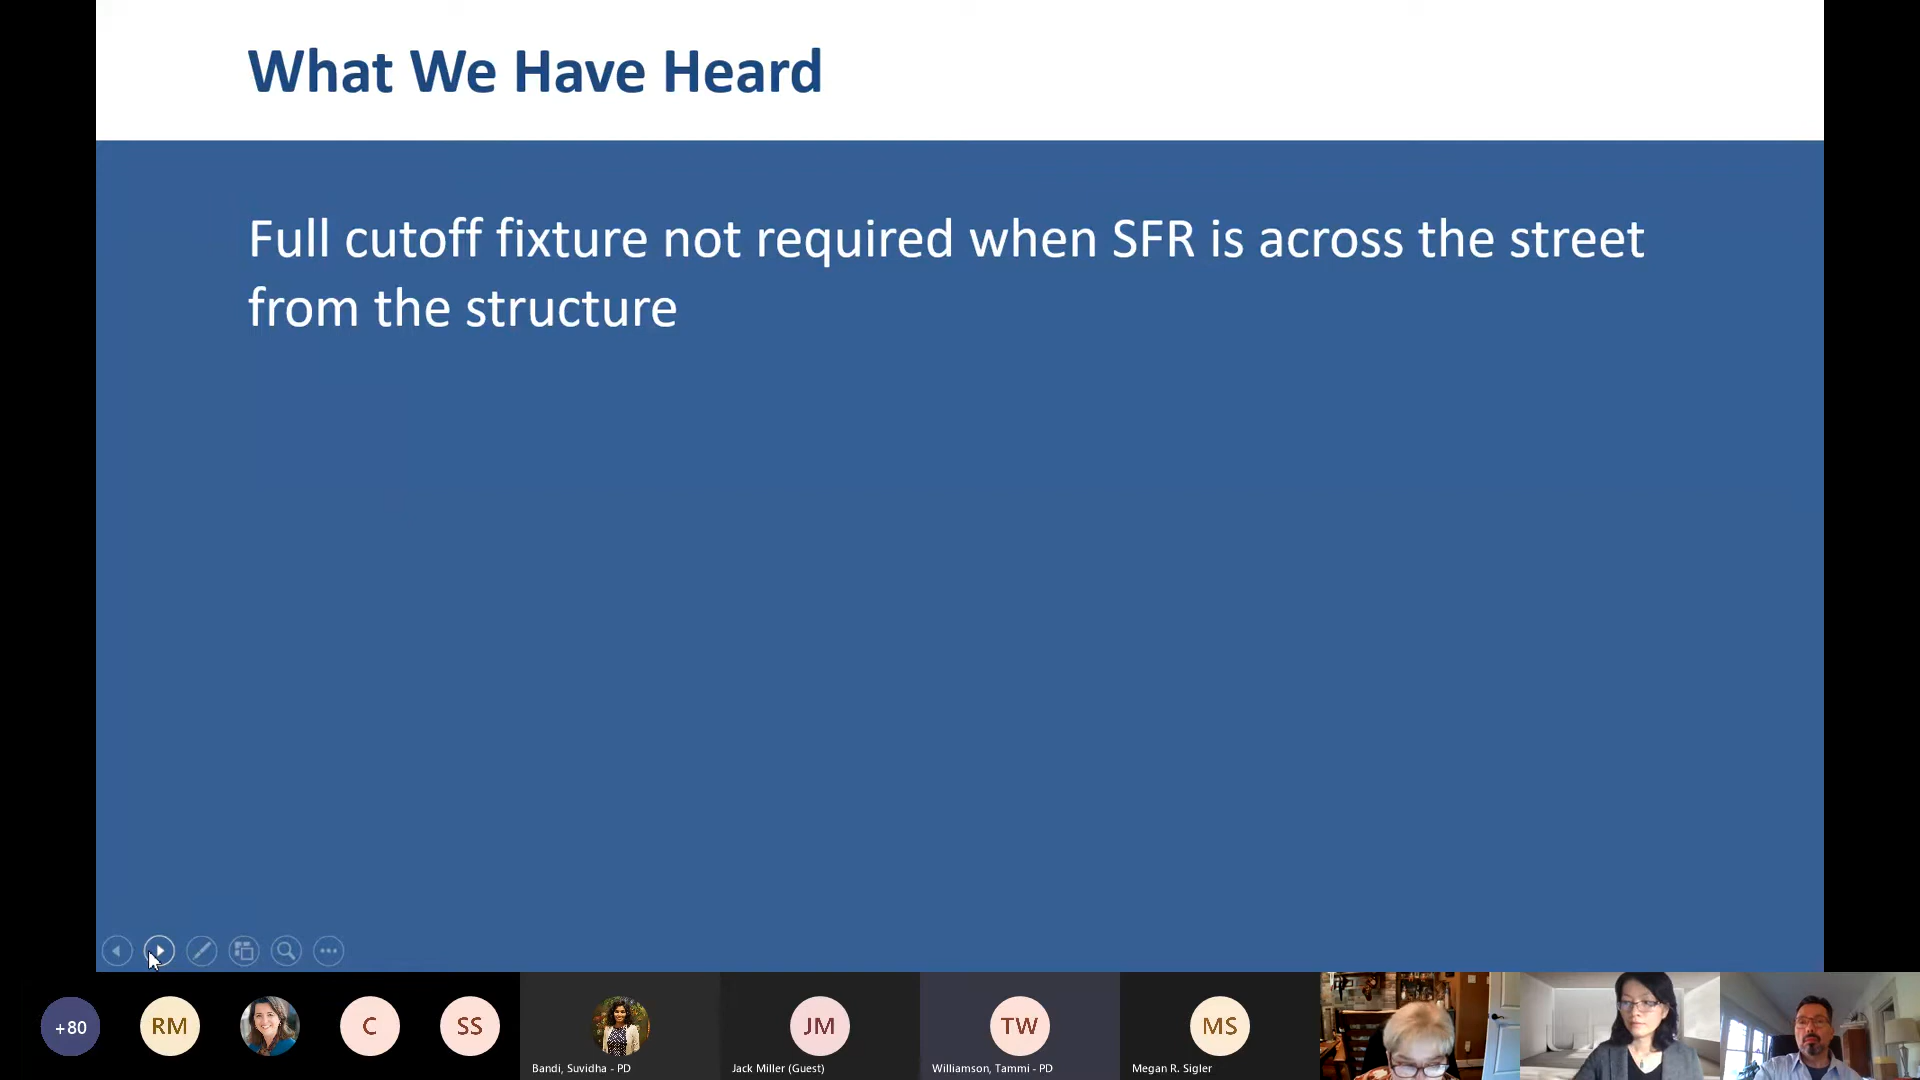 What We Have Heard
Full cutoff fixture not required when SFR is across the street
from the structure
+80
RM
C
SS
JM
TW
MS
Bandi, Suvidha - PD
Jack Miller (Guest)
Williamson, Tammi - PD
Megan R. Sigler